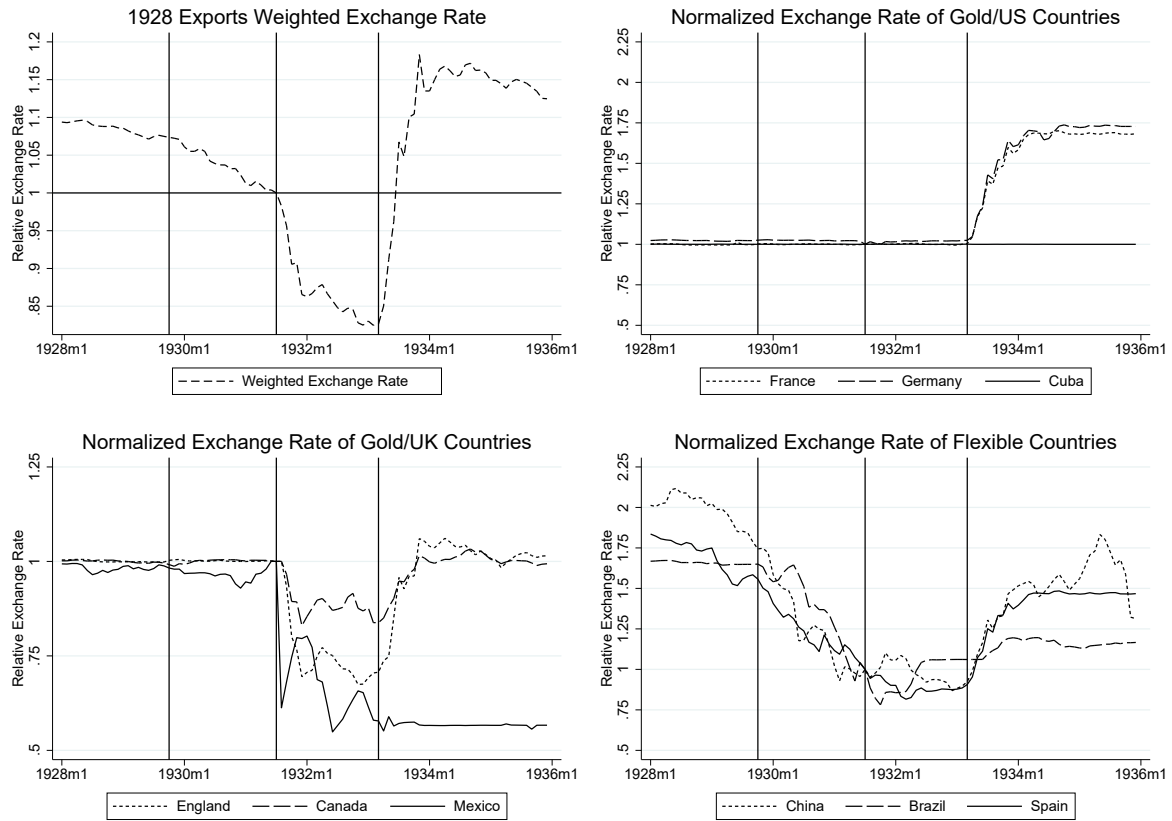 1928 Exports Weighted Exchange Rate
Relative Exchange Rate
1.2
1.15
1.1
1.05
1
.95
.9
.85
1928m1 1930m1 1932m1 1934m1 1936m1
Weighted Exchange Rate
Normalized Exchange Rate of Gold/US Countries
Relative Exchange Rate
2.25
2
1.75
1.5
1.25
1
.75
.5
1928m1 1930m1 1932m1 1934m1 1936m1
France Germany Cuba
Normalized Exchange Rate of Gold/UK Countries
Relative Exchange Rate
1.25
1
.75
.5
1928m1 1930m1 1932m1 1934m1 1936m1
England Canada Mexico
Normalized Exchange Rate of Flexible Countries
Relative Exchange Rate
2.25
2
1.75
1.5
1.25
1
.75
.5
1928m1 1930m1 1932m1 1934m1 1936m1
China Brazil Spain